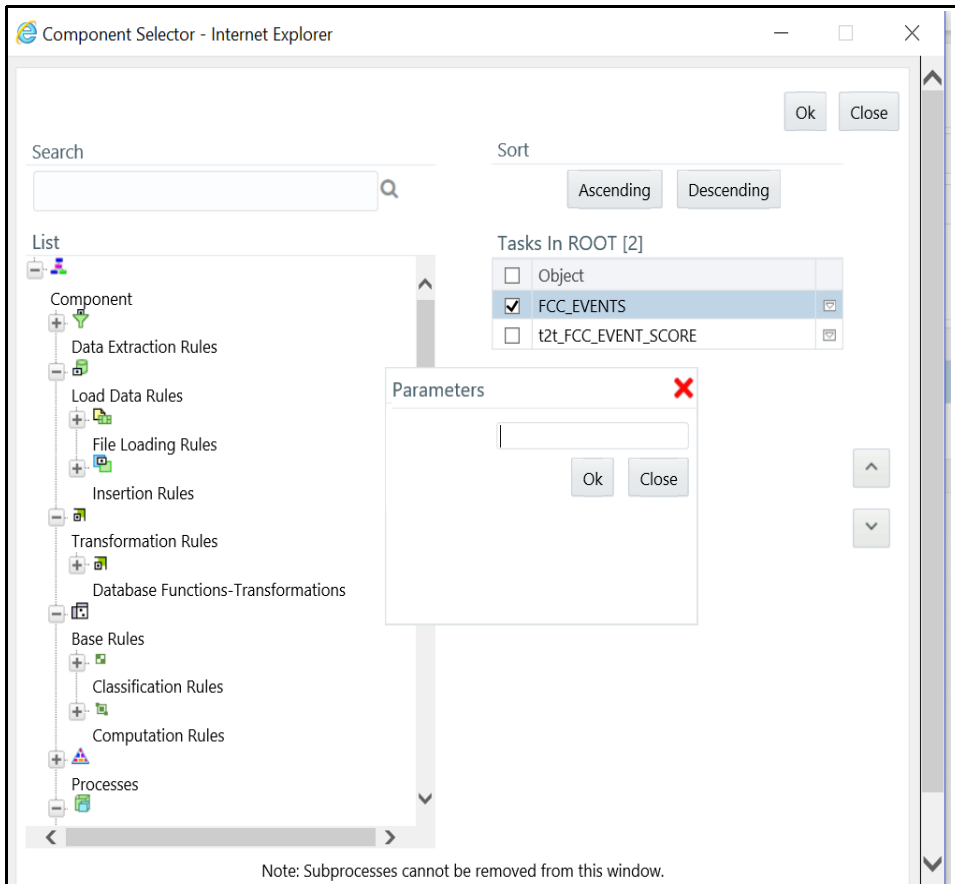 Component Selector - Internet Explorer
Ok
Close
Search
Sort
Ascending
Descending
List
Tasks In ROOT [2]
Object
FCC_EVENTS
t2t_FCC_EVENT_SCORE
Component
Data Extraction Rules
Load Data Rules
File Loading Rules
Insertion Rules
Transformation Rules
Database Functions-Transformations
Base Rules
Classification Rules
Computation Rules
Processes
Parameters
Ok
Close
Note: Subprocesses cannot be removed from this window.